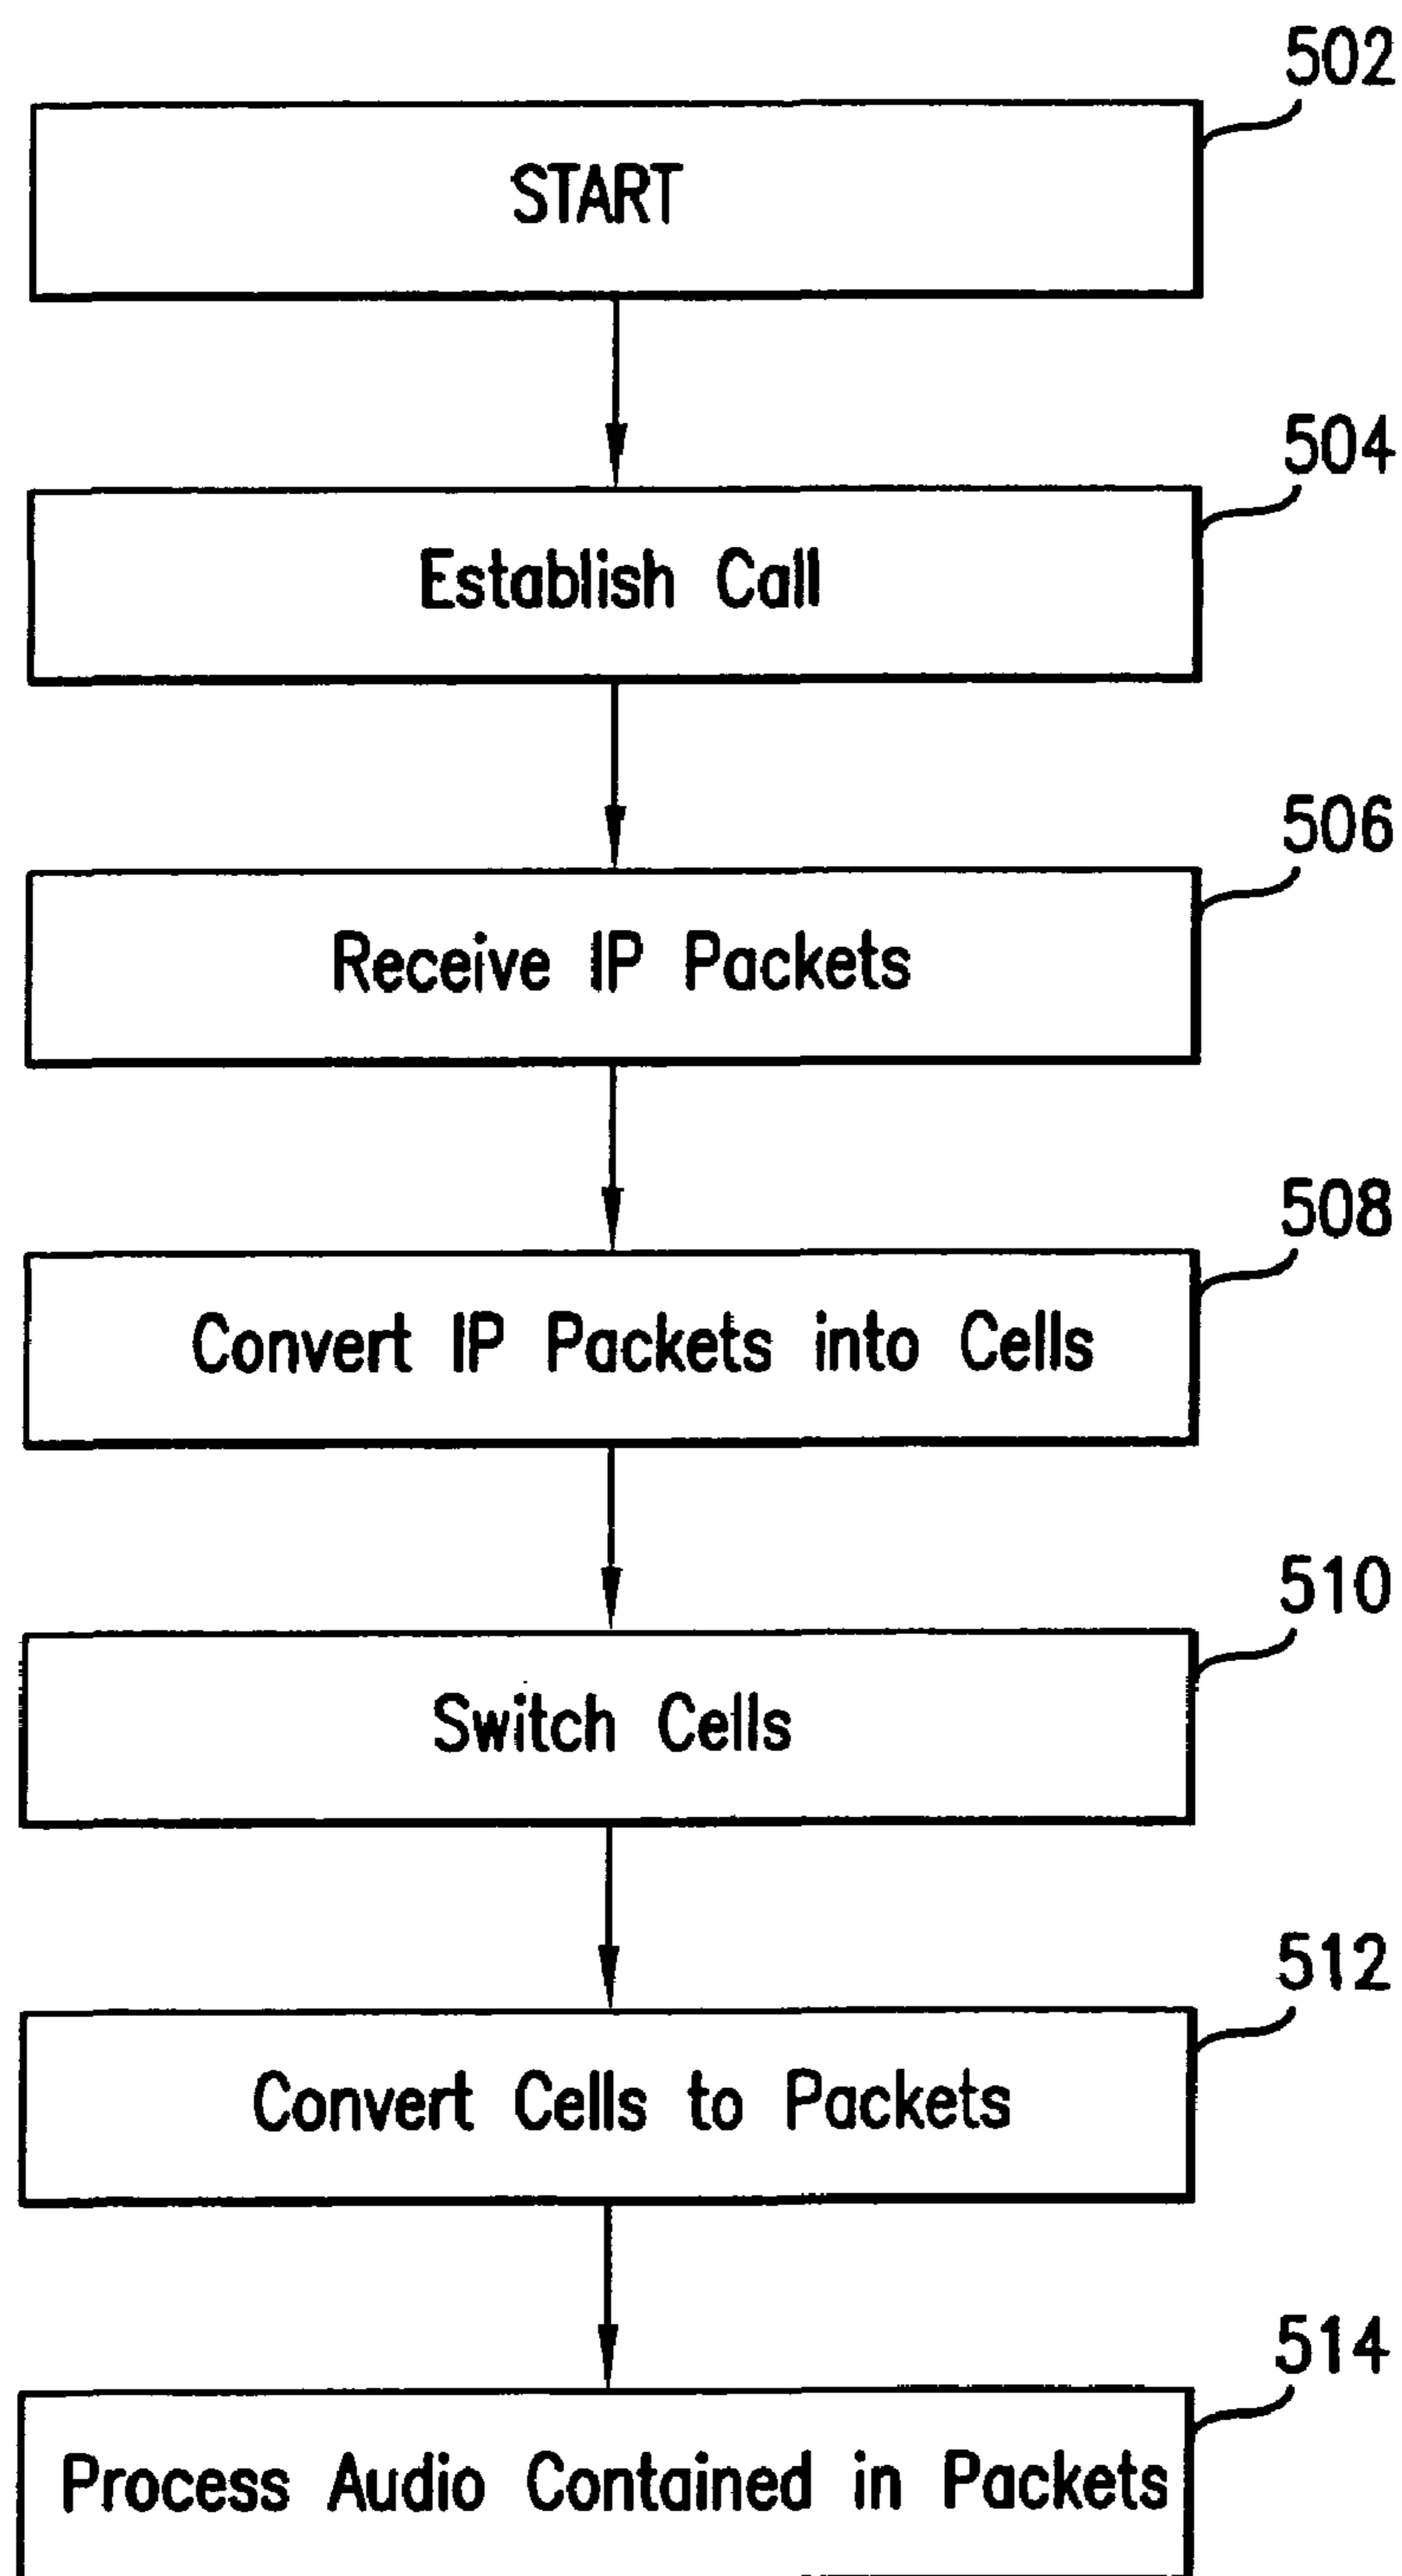 502
START
504
Establish Call
506
Receive IP Packets
508
Convert IP Packets into Cells
510
Switch Cells
512
Convert Cells to Packets
514
Process Audio Contained in Packets